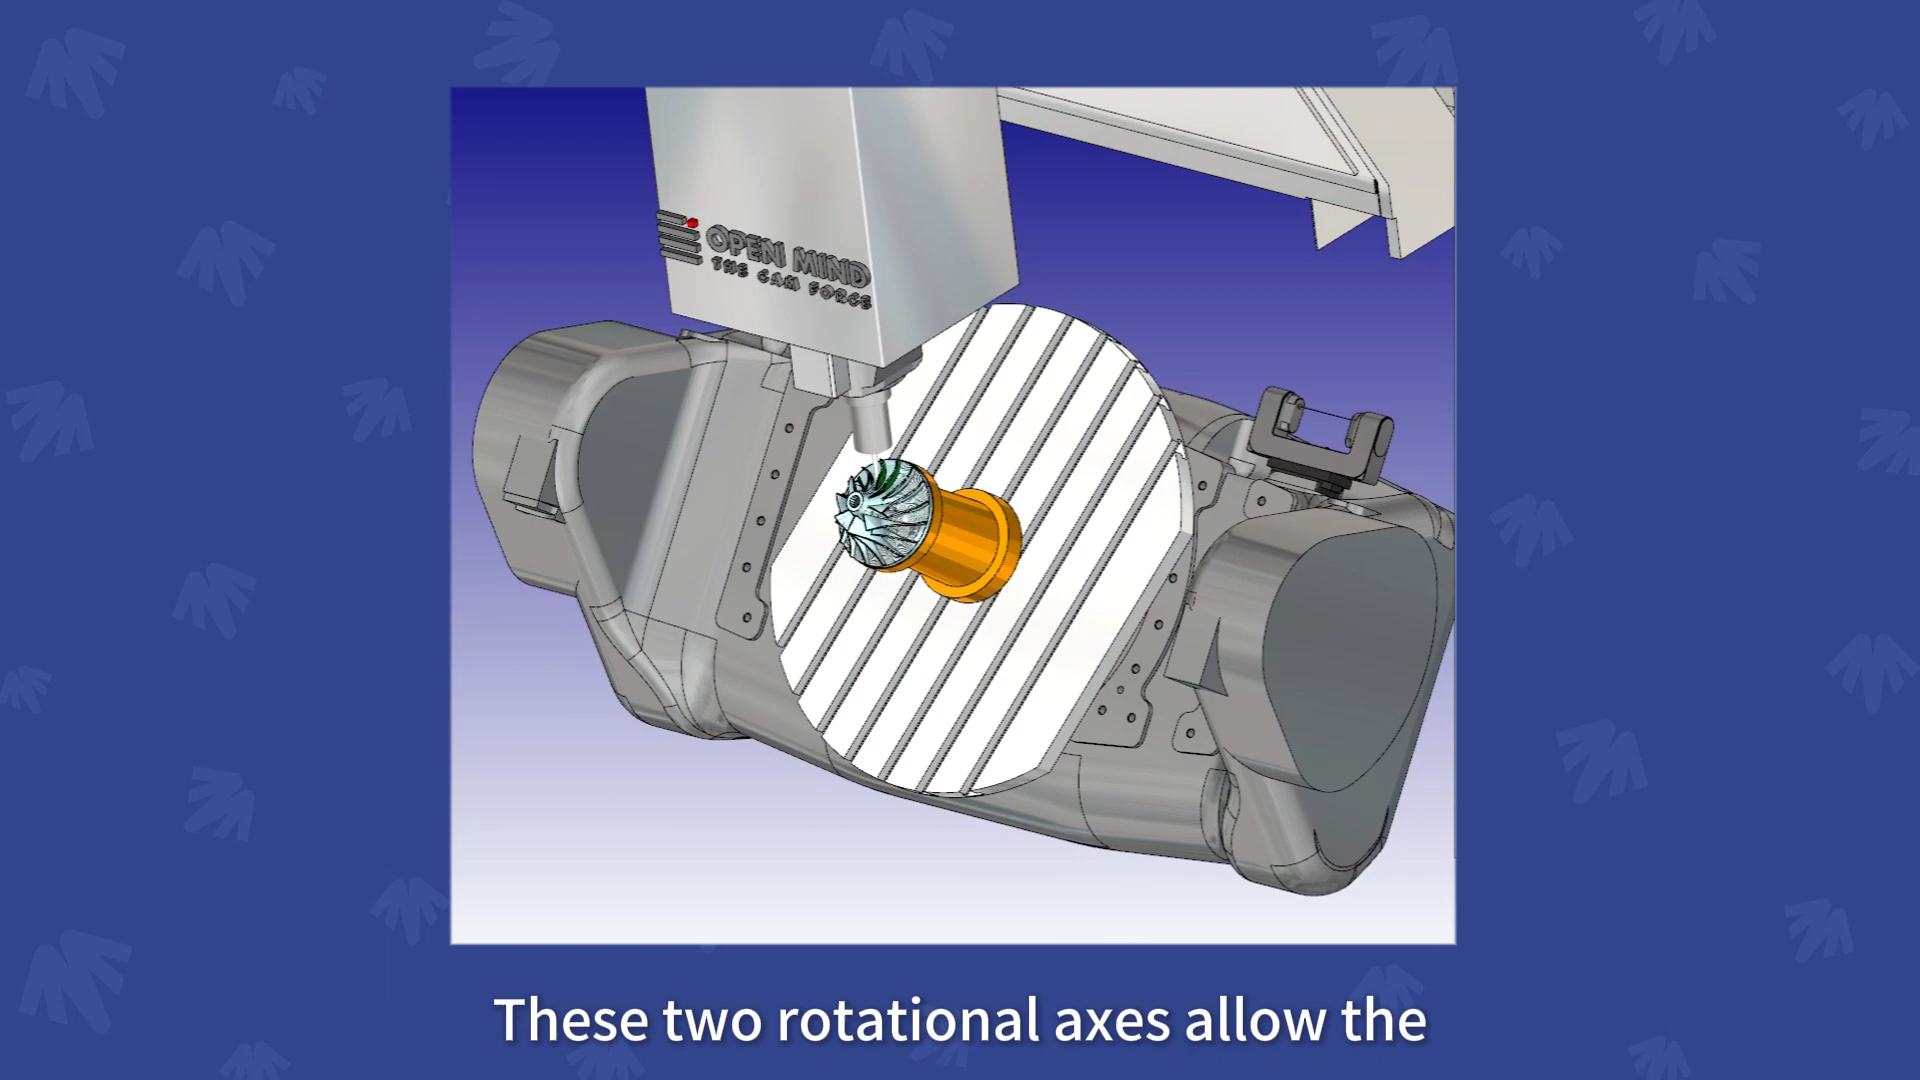 OPEN MIND
THE CAM FORCE
These two rotational axes allow the